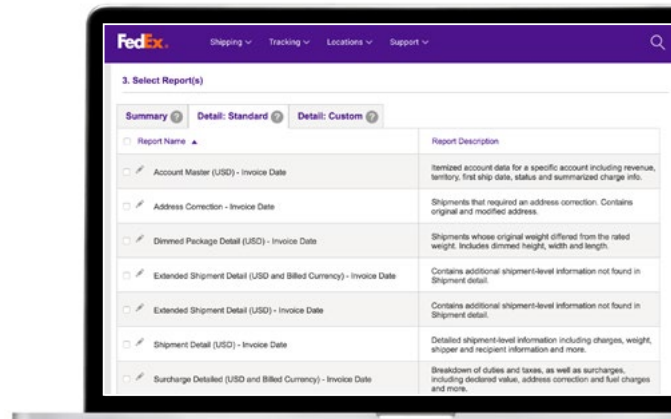 FedEx.
Shipping Tracking Locations Support
3. Select Report(s)
Summary ? Detail: Standard ? Detail: Custom ?
Report Name ▲ Report Description
Account Master (USD) - Invoice Date
Itemized account data for a specific account including revenue,
territory, first ship date, status and summarized charge info.
Address Correction - Invoice Date
Shipments that required an address correction. Contains
original and modified address.
Dimmed Package Detail (USD) - Invoice Date
Shipments whose original weight differed from the rated
weight. Includes dimmed height, width and length.
Extended Shipment Detail (USD and Billed Currency) - Invoice Date
Contains additional shipment-level information not found in
Shipment detail.
Extended Shipment Detail (USD) - Invoice Date
Contains additional shipment-level information not found in
Shipment detail.
Shipment Detail (USD) - Invoice Date
Detailed shipment-level information including charges, weight,
shipper and recipient information and more.
Surcharge Detailed (USD and Billed Currency) - Invoice Date
Breakdown of duties and taxes, as well as surcharges,
including declared value, address correction and fuel charges
and more.